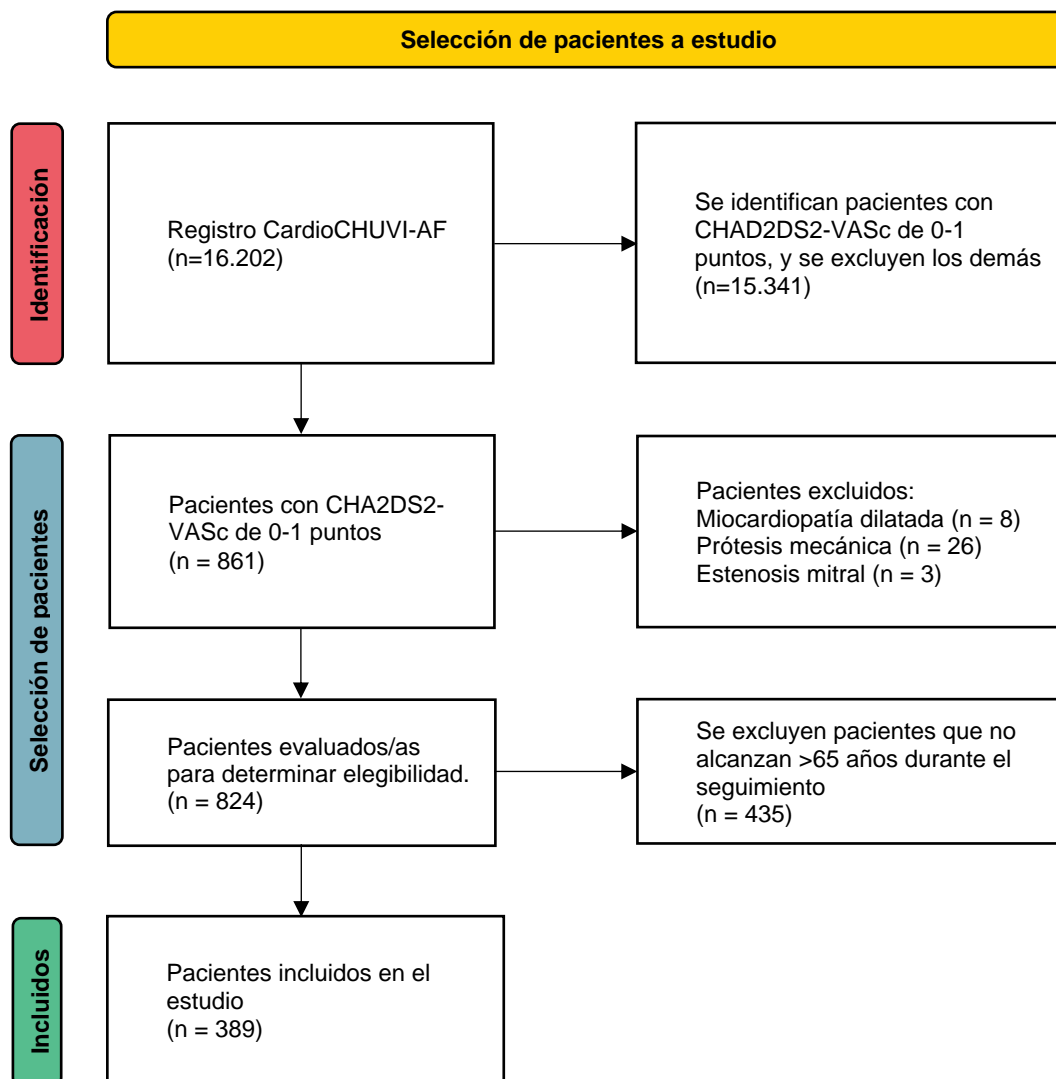 Selección de pacientes a estudio
Identificación
Registro CardioCHUVI-AF
(n=16.202)
Se identifican pacientes con
CHAD2DS2-VASc de 0-1
puntos, y se excluyen los demás
(n=15.341)
Selección de pacientes
Pacientes con CHA2DS2-
VASc de 0-1 puntos
(n = 861)
Pacientes excluidos:
Miocardiopatía dilatada (n = 8)
Prótesis mecánica (n = 26)
Estenosis mitral (n = 3)
Pacientes evaluados/as
para determinar elegibilidad.
(n = 824)
Se excluyen pacientes que no
alcanzan >65 años durante el
seguimiento
(n = 435)
Incluidos
Pacientes incluidos en el
estudio
(n = 389)